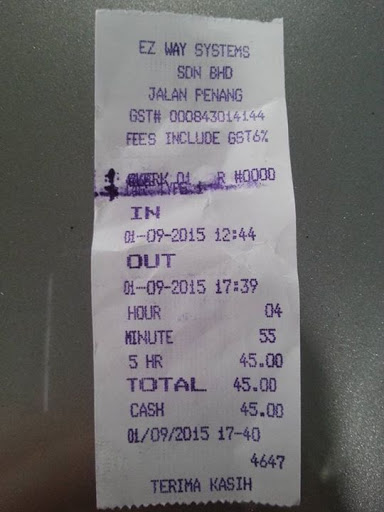 EZ WAY SYSTEMS
SDN BHD
JALAN PENANG
GST# 000843014144
FEES INCLUDE GST6%
01 R #0000
IN
01-09-2015 12:44
OUT
01-09-2015 17:39
HOUR 04
MINUTE 55
5 HR 45.00
TOTAL 45.00
CASH 45.00
01/09/2015 17-40
4647
TERIMA KASIH